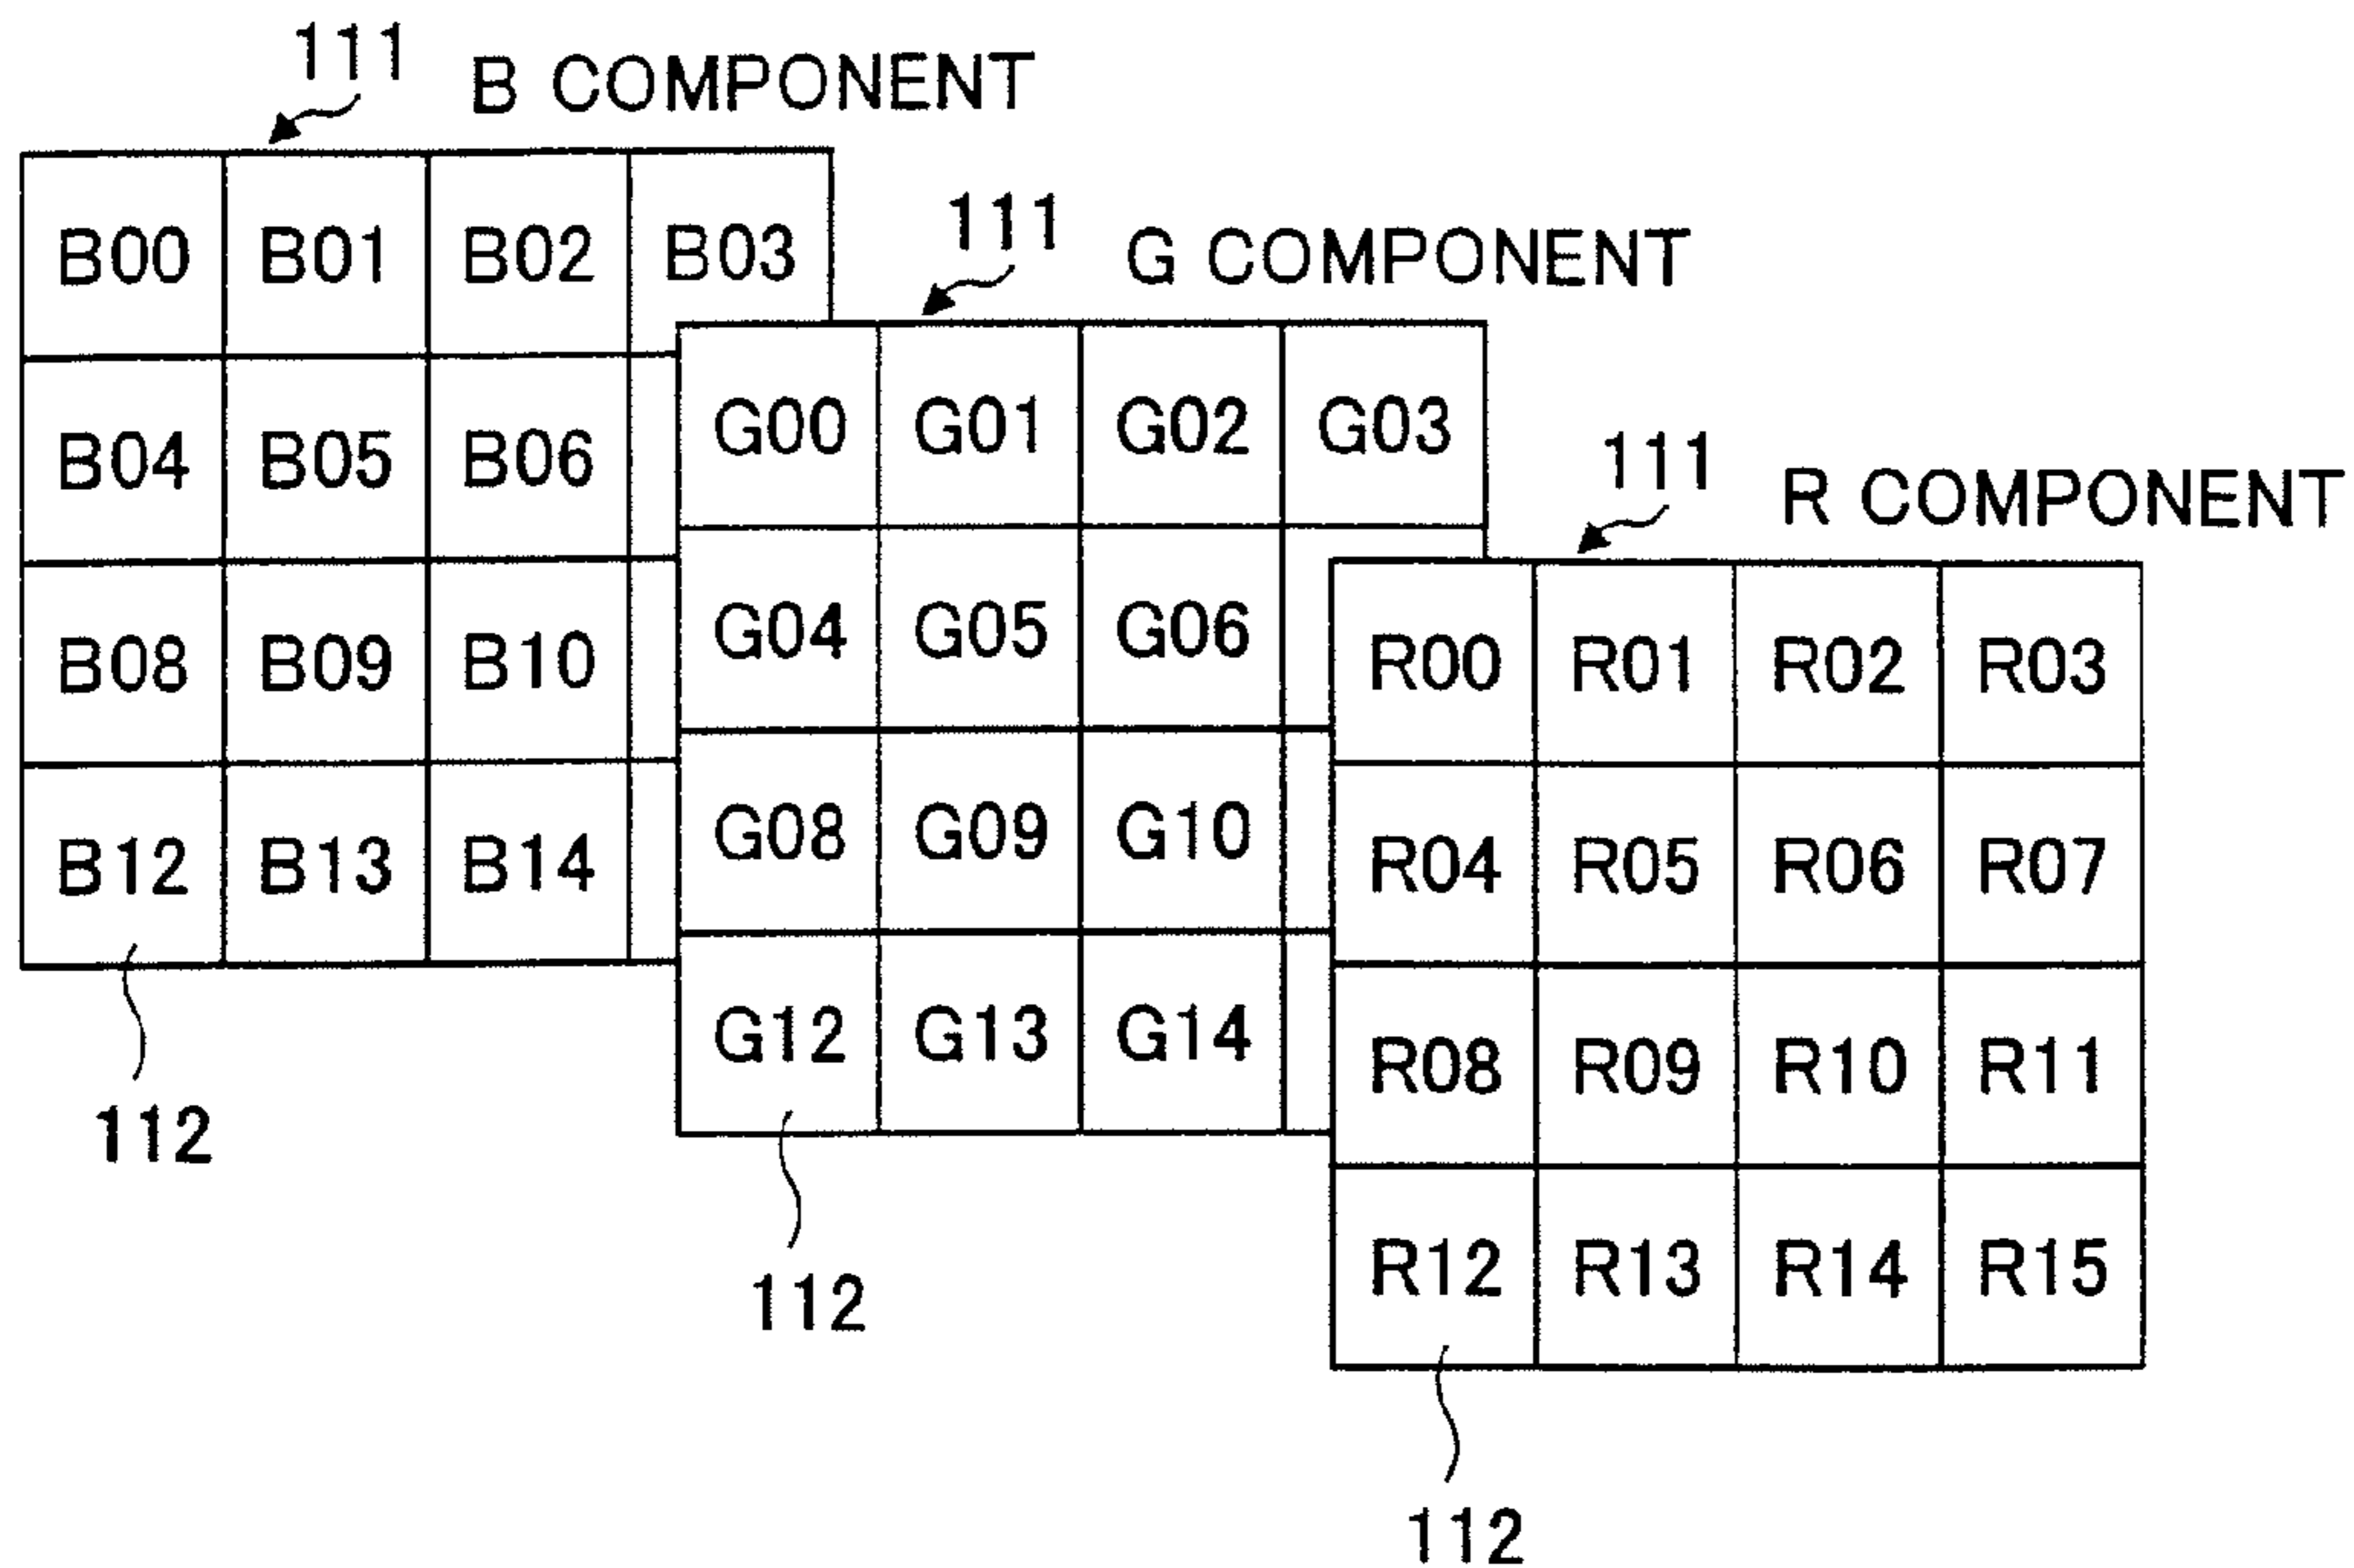 111
B COMPONENT
B00 B01 B02 B03
B04 B05 B06
B08 B09 B10
B12 B13 B14
112
111
G COMPONENT
G00 G01 G02 G03
G04 G05 G06
G08 G09 G10
G12 G13 G14
112
111
R COMPONENT
R00 R01 R02 R03
R04 R05 R06 R07
R08 R09 R10 R11
R12 R13 R14 R15
112